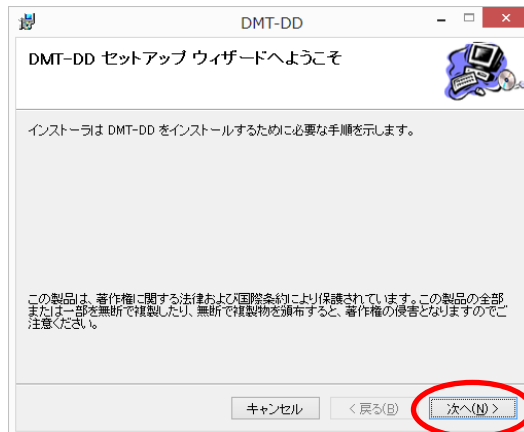 DMT-DD
DMT-DD セットアップ ウィザードへようこそ
インストーラは DMT-DD をインストールするために必要な手順を示します。
この製品は、著作権に関する法律および国際条約により保護されています。この製品の全部
または一部を無断で複製したり、無断で複製物を頒布すると、著作権の侵害となりますのでご
注意ください。
キャンセル < 戻る(B) 次へ(N) >